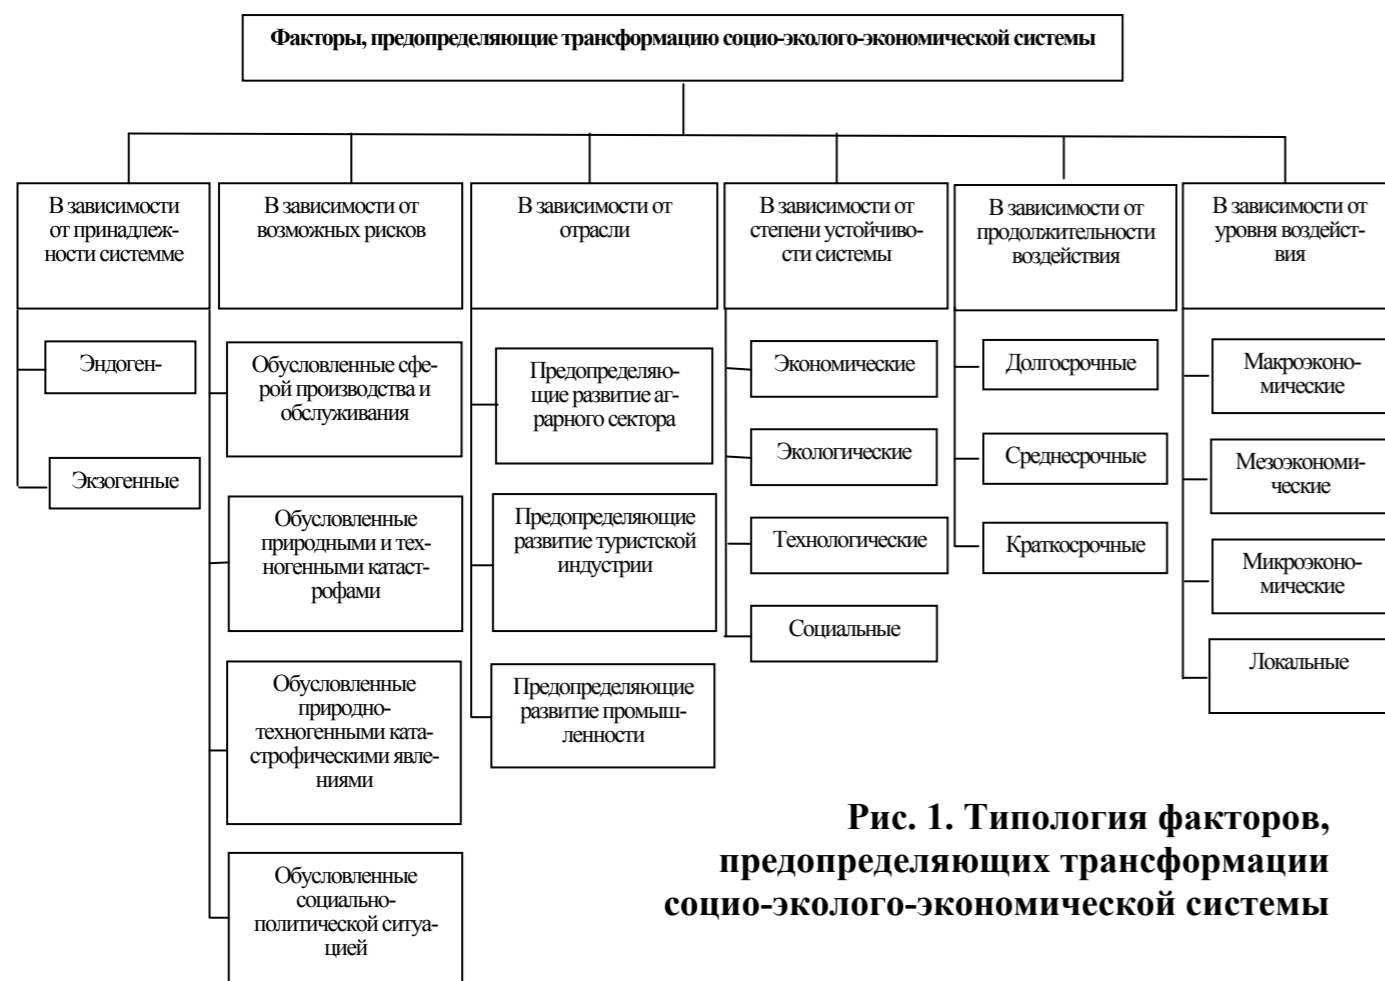 Факторы, предопределяющие трансформацию социо-эколого-экономической системы
В зависимости
от принадлеж-
ности системме
Эндоген-
Экзогенные
В зависимости от
возможных рисков
Обусловленные сфе-
рой производства и
обслуживания
Обусловленные
природными и тех-
ногенными катаст-
рофами
Обусловленные
природно-
техногенными ката-
строфическими явле-
ниями
Обусловленные
социально-
политической ситуа-
цией
В зависимости от
отрасли
Предопределяю-
щие развитие аг-
рарного сектора
Предопределяющие
развитие туристской
индустрии
Предопределяющие
развитие промыш-
ленности
В зависимости от
степени устойчиво-
сти системы
Экономические
Экологические
Технологические
Социальные
В зависимости от
продолжительности
воздействия
Долгосрочные
Среднесрочные
Краткосрочные
В зависимости от
уровня воздейст-
вия
Макроэконо-
мические
Мезоэкономи-
ческие
Микроэконо-
мические
Локальные
Рис. 1. Типология факторов,
предопределяющих трансформации
социо-эколого-экономической системы